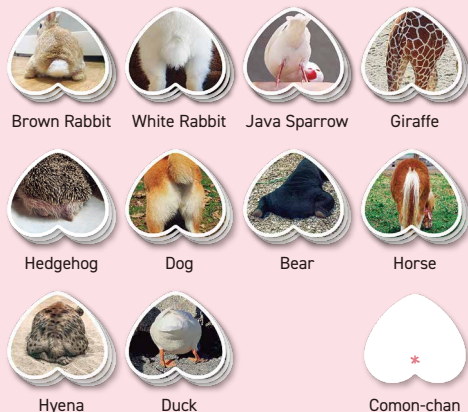 Brown Rabbit
White Rabbit
Java Sparrow
Giraffe
Hedgehog
Dog
Bear
Horse
Hyena
Duck
Comon-chan